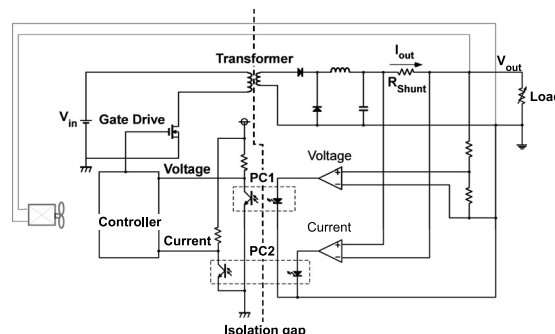 Transformer
Iout
Vout
RShunt
Load
Vin
Gate Drive
Voltage
PC1
Voltage
Controller
Current
PC2
Current
Isolation gap